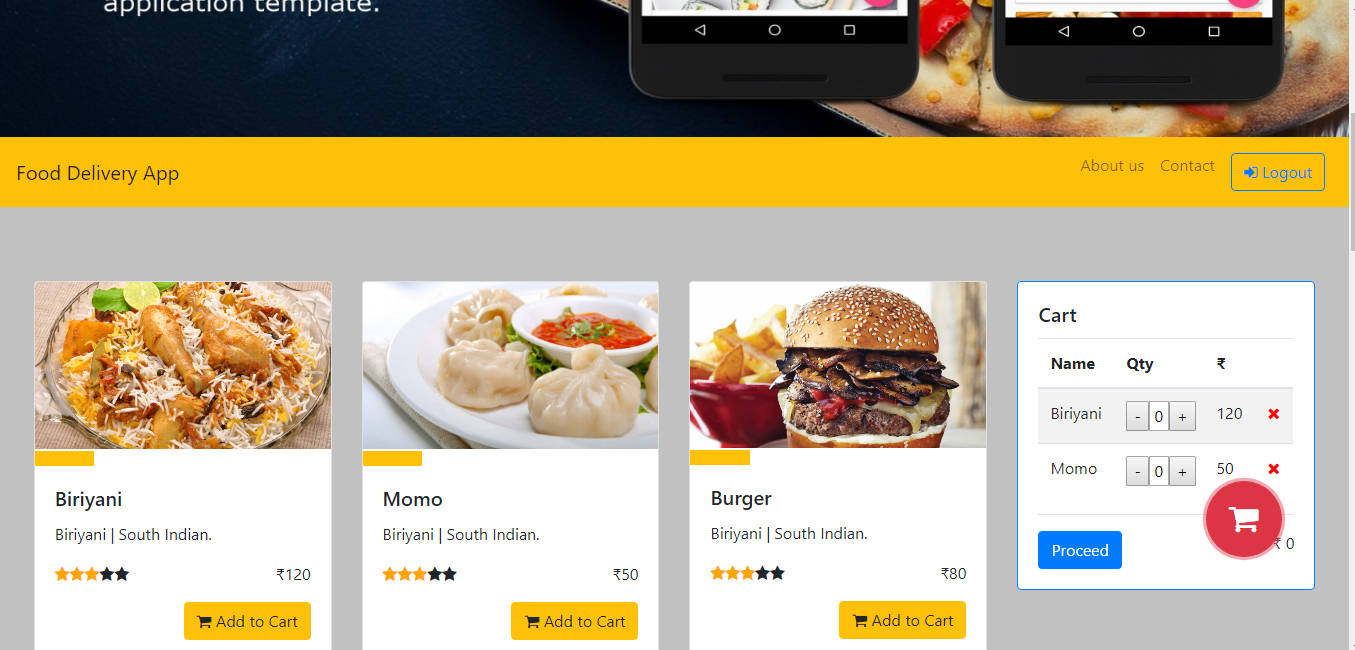 application template.
Food Delivery App
About us
Contact
Logout
Biriyani
Biriyani | South Indian.
₹120
Add to Cart
Momo
Biriyani | South Indian.
₹50
Add to Cart
Burger
Biriyani | South Indian.
₹80
Add to Cart
Cart
Name Qty ₹
Biriyani - 0 + 120
Momo - 0 + 50
Proceed ₹ 0